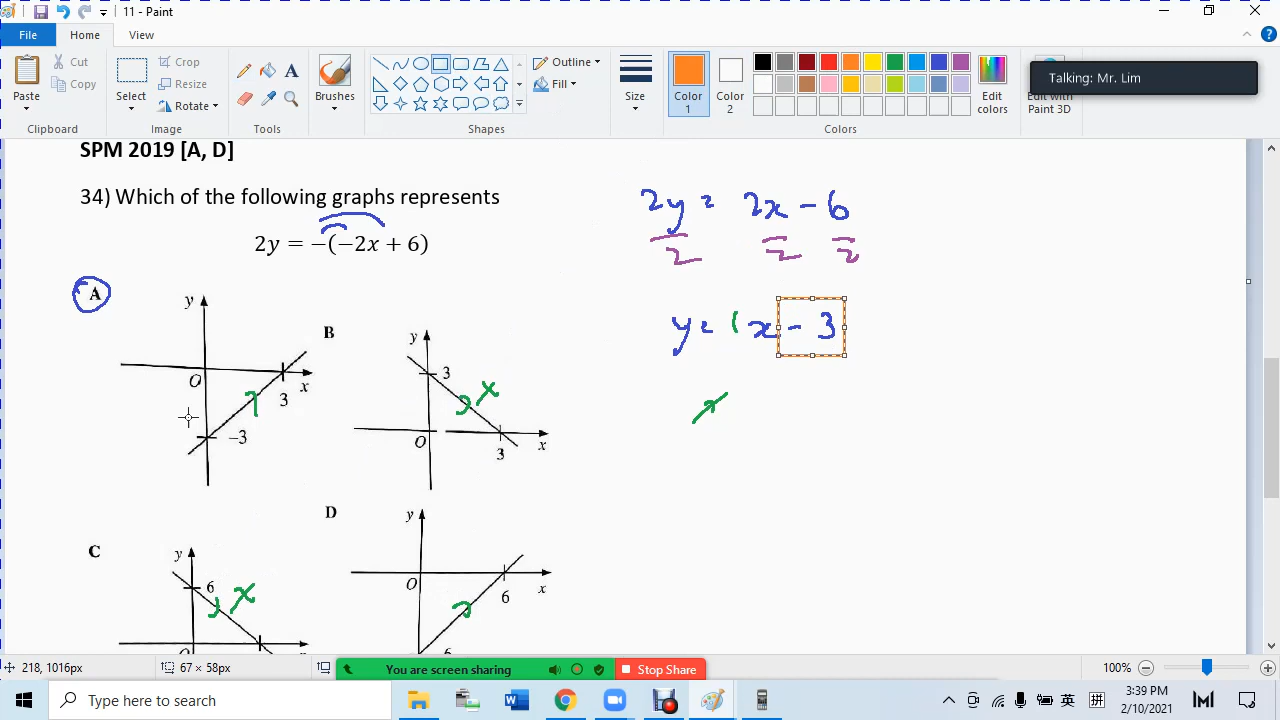 11 - Paint
File Home View
Paste Cut Copy Select Crop Resize Rotate Brushes Outline Fill Size Color 1 Color 2 Edit colors Edit with Paint 3D
Clipboard Image Tools Shapes Colors
Talking: Mr. Lim
SPM 2019 [A, D]
34) Which of the following graphs represents
2y = −(−2x + 6)
2y = 2x − 6
2 2 2
y = 1x − 3
A
y
O
x
3
−3
B
y
3
O
3
x
x
C
y
6
x
O
D
y
O
6
x
218, 1016px 67 × 58px You are screen sharing Stop Share 100%
Type here to search
英 拼
3:39 PM
2/10/2021